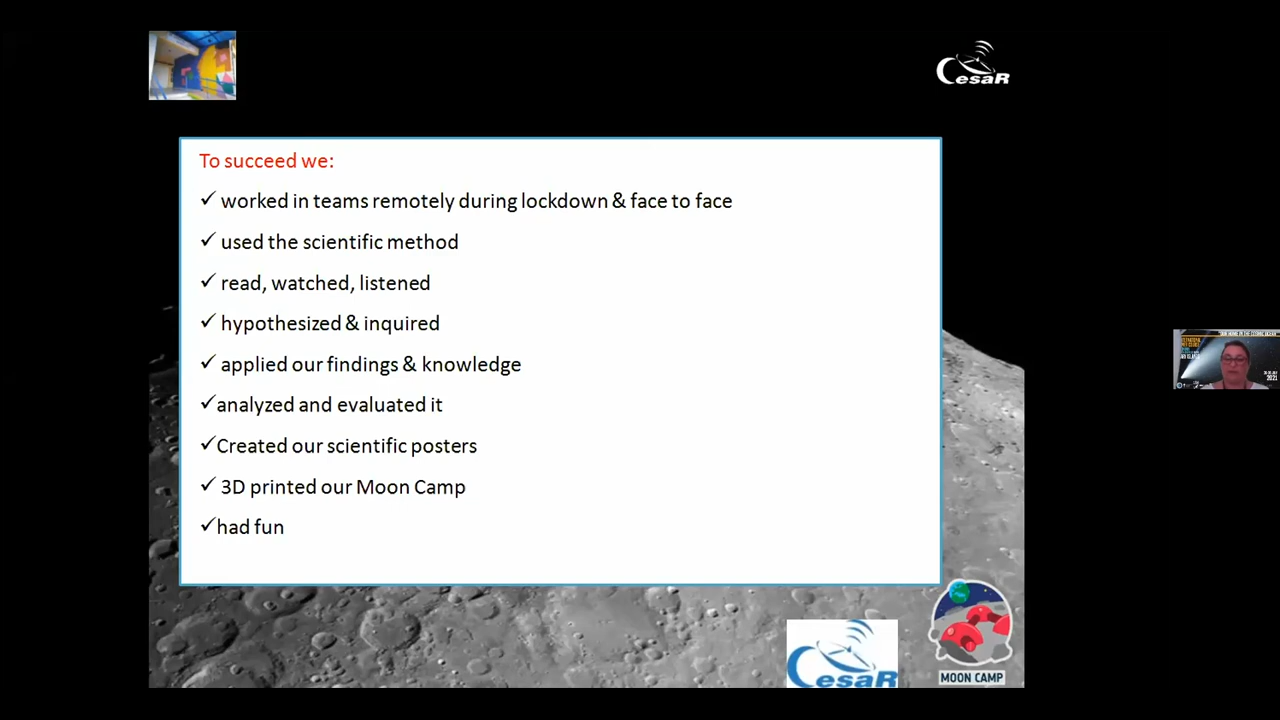 CesaR
To succeed we:
✓ worked in teams remotely during lockdown & face to face
✓ used the scientific method
✓ read, watched, listened
✓ hypothesized & inquired
✓ applied our findings & knowledge
✓analyzed and evaluated it
✓Created our scientific posters
✓ 3D printed our Moon Camp
✓had fun
2021
CesaR
MOON CAMP